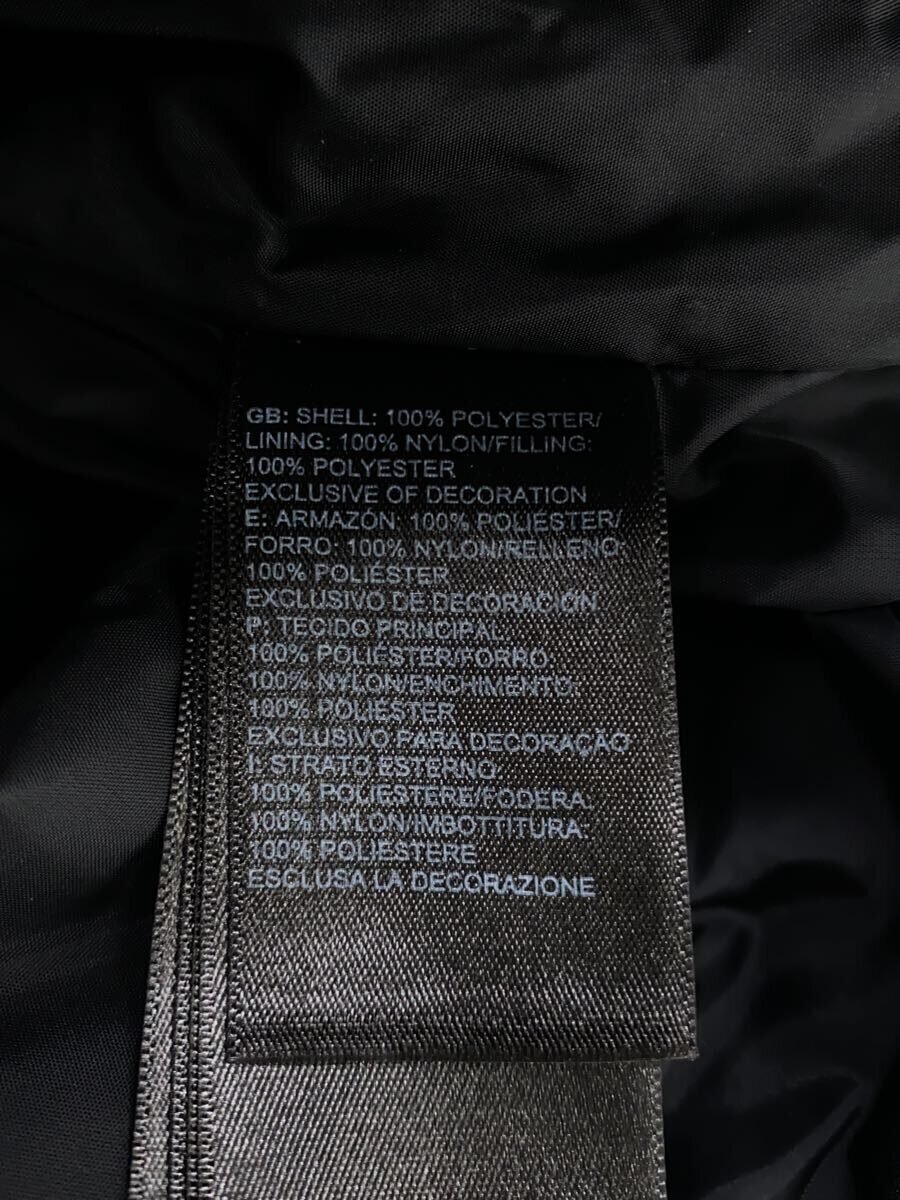 GB: SHELL: 100% POLYESTER/
LINING: 100% NYLON/FILLING:
100% POLYESTER
EXCLUSIVE OF DECORATION
E: ARMAZÓN: 100% POLIÉSTER/
FORRO: 100% NYLON/RELLENO:
100% POLIÉSTER
EXCLUSIVO DE DECORACIÓN
P: TECIDO PRINCIPAL:
100% POLIÉSTER/FORRO:
100% NYLON/ENCHIMENTO:
100% POLIÉSTER
EXCLUSIVO PARA DECORAÇÃO
I: STRATO ESTERNO
100% POLIESTERE/FODERA:
100% NYLON/IMBOTTITURA:
100% POLIESTERE
ESCLUSA LA DECORAZIONE